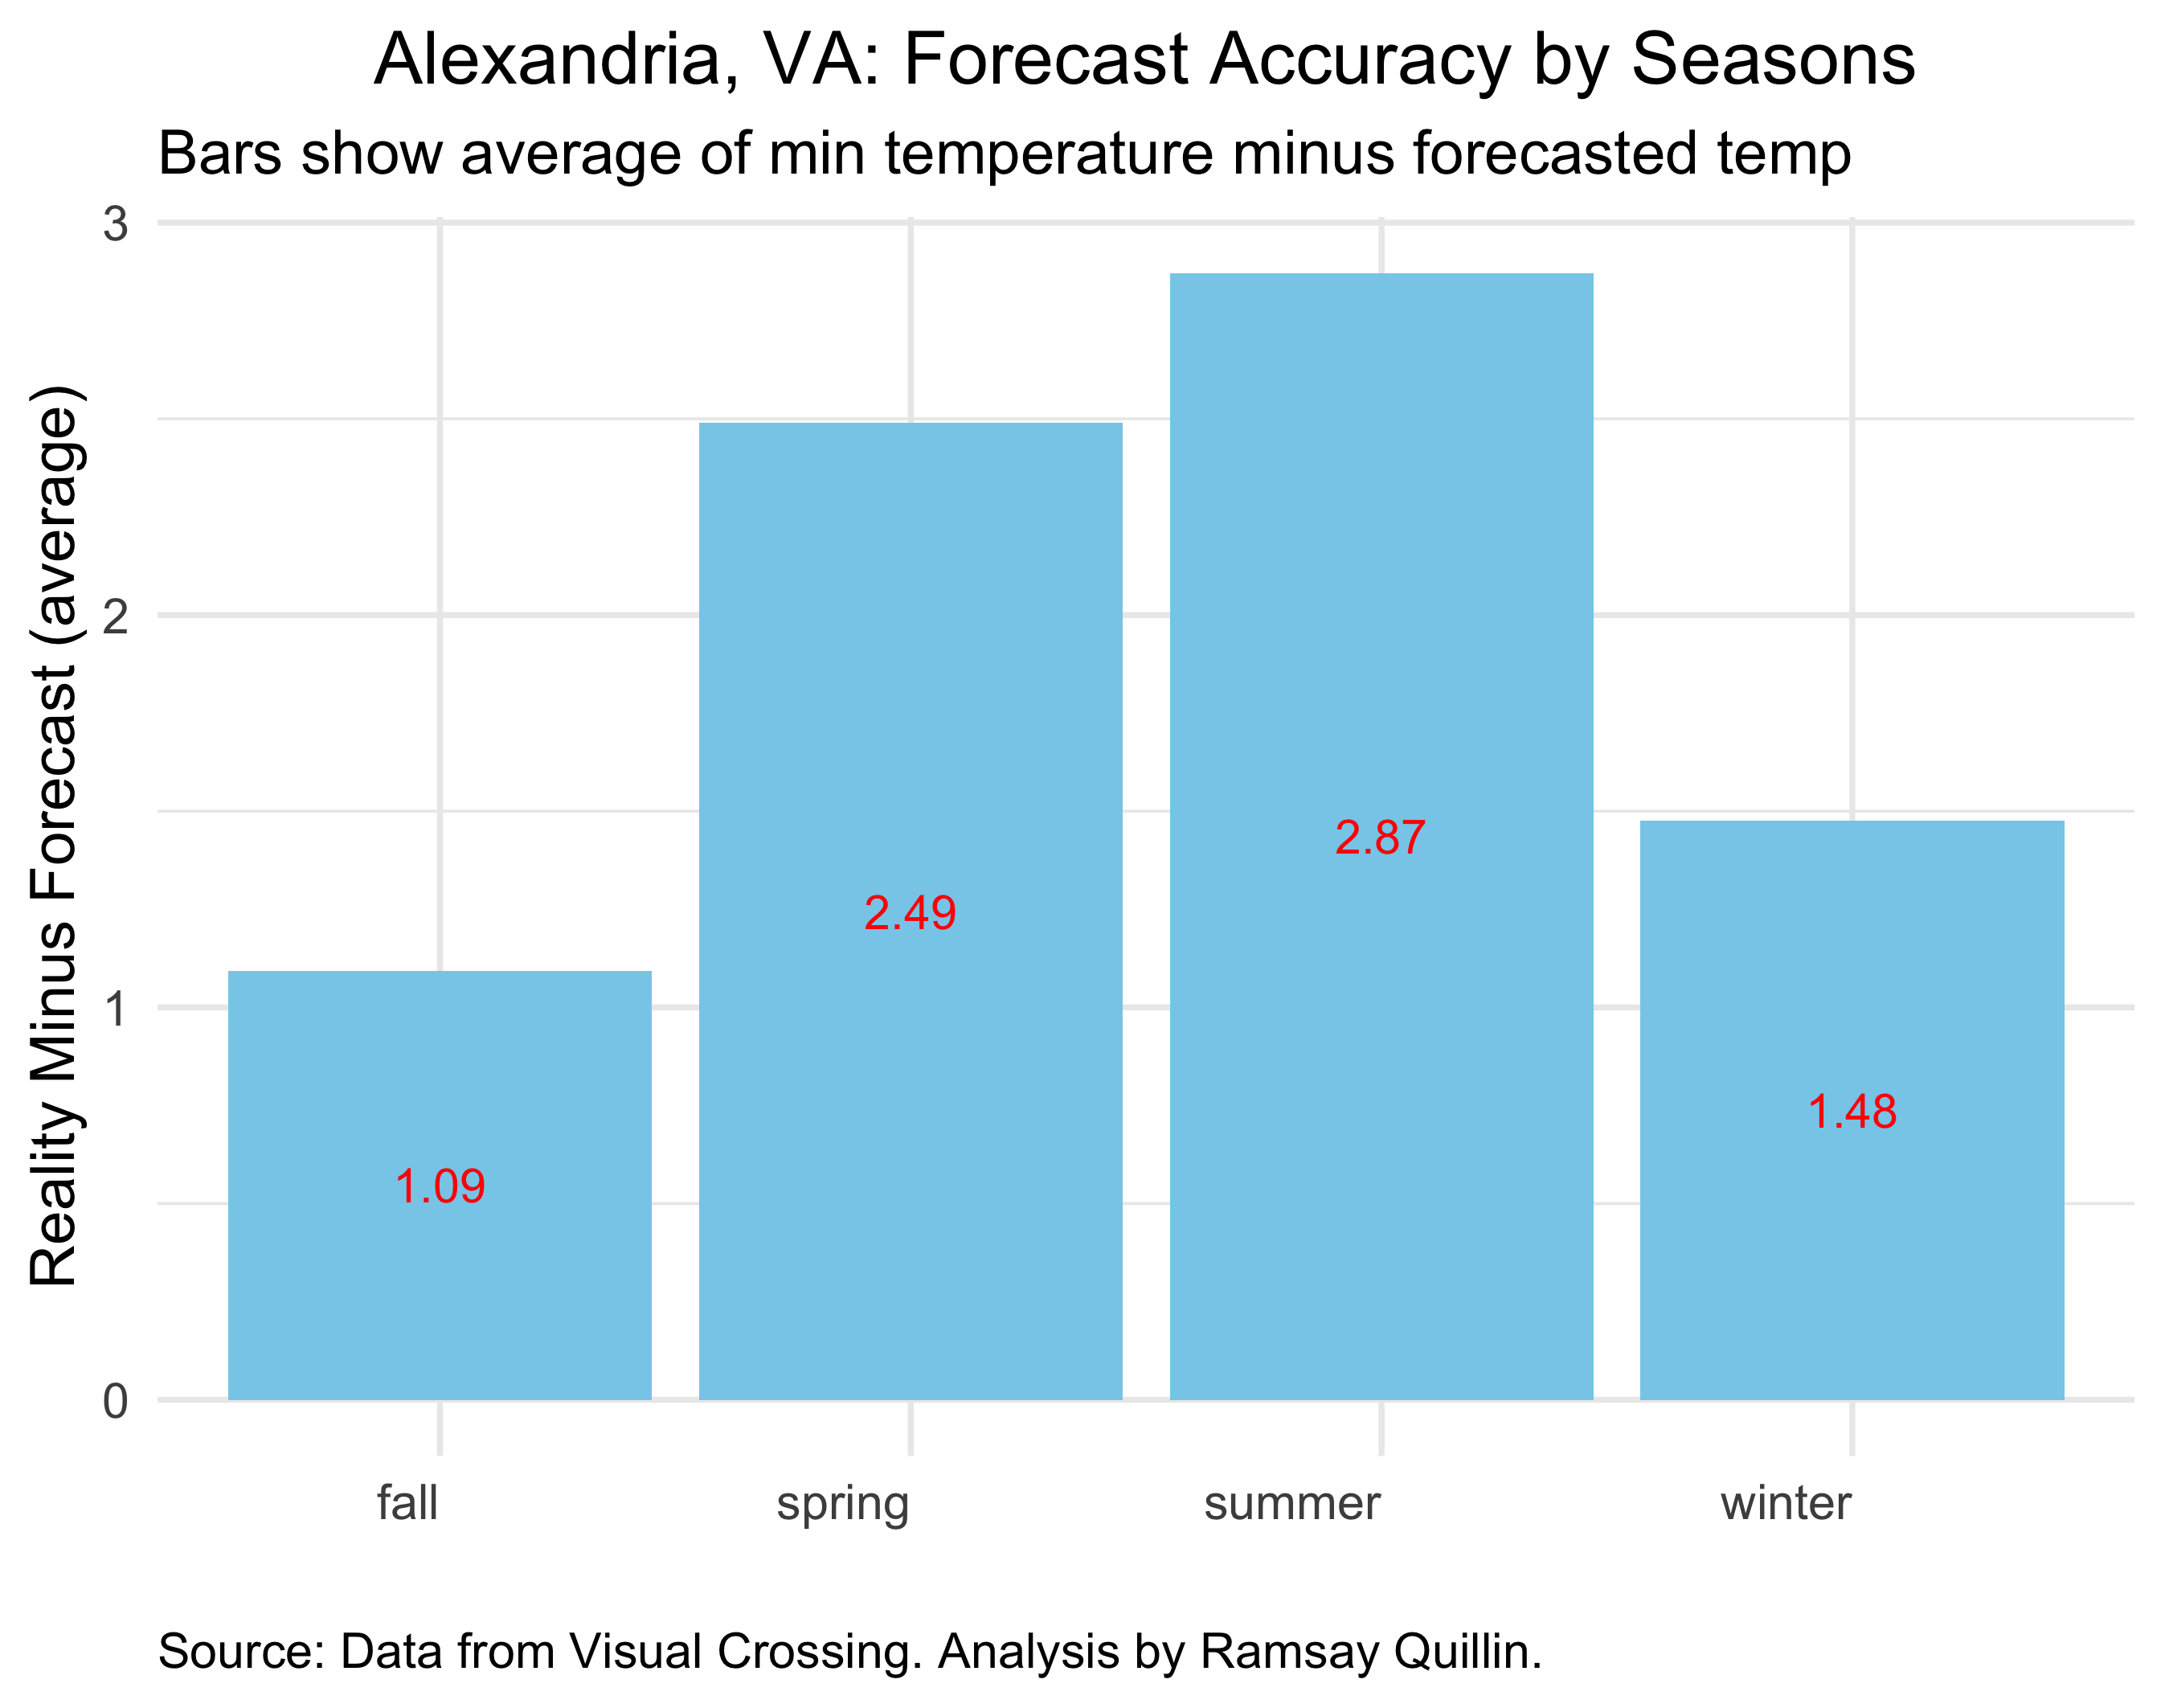 Alexandria, VA: Forecast Accuracy by Seasons
Bars show average of min temperature minus forecasted temp
Reality Minus Forecast (average)
3
2
1
0
1.09
2.49
2.87
1.48
fall
spring
summer
winter
Source: Data from Visual Crossing. Analysis by Ramsay Quillin.